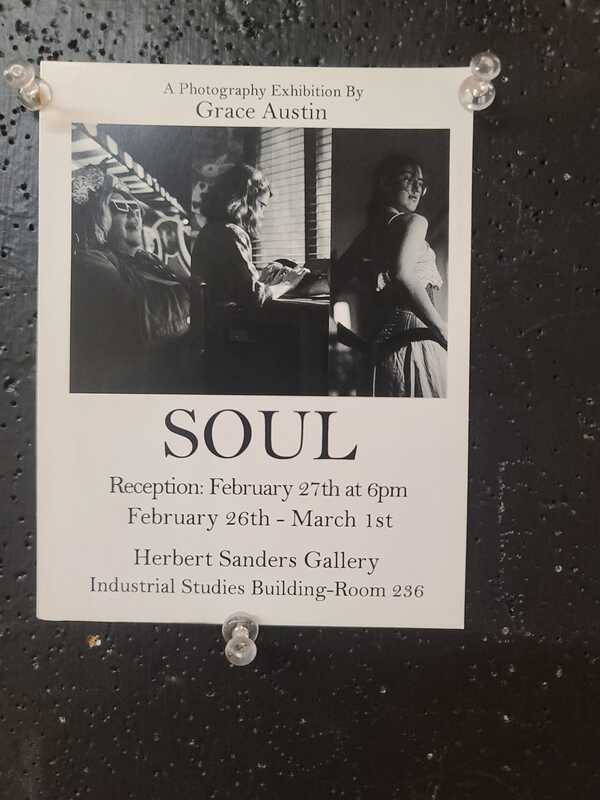 A Photography Exhibition By
Grace Austin
SOUL
Reception: February 27th at 6pm
February 26th - March 1st
Herbert Sanders Gallery
Industrial Studies Building-Room 236